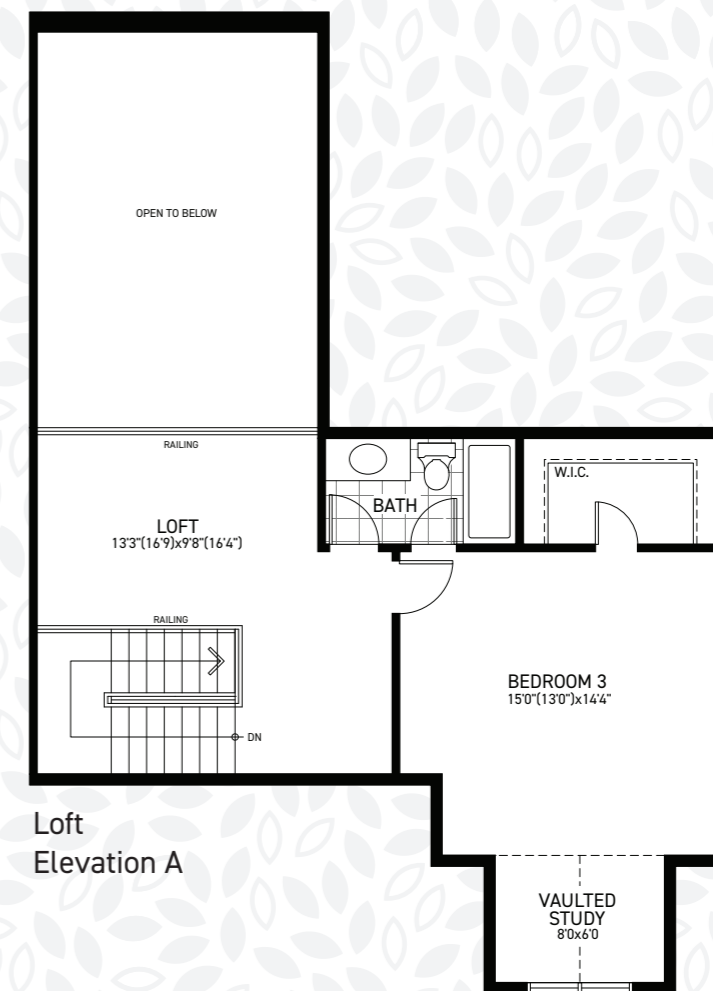 OPEN TO BELOW
RAILING
LOFT
13'3"(16'9)x9'8"(16'4")
BATH
W.I.C.
RAILING
DN
BEDROOM 3
15'0"(13'0")x14'4"
Loft
Elevation A
VAULTED
STUDY
8'0x6'0